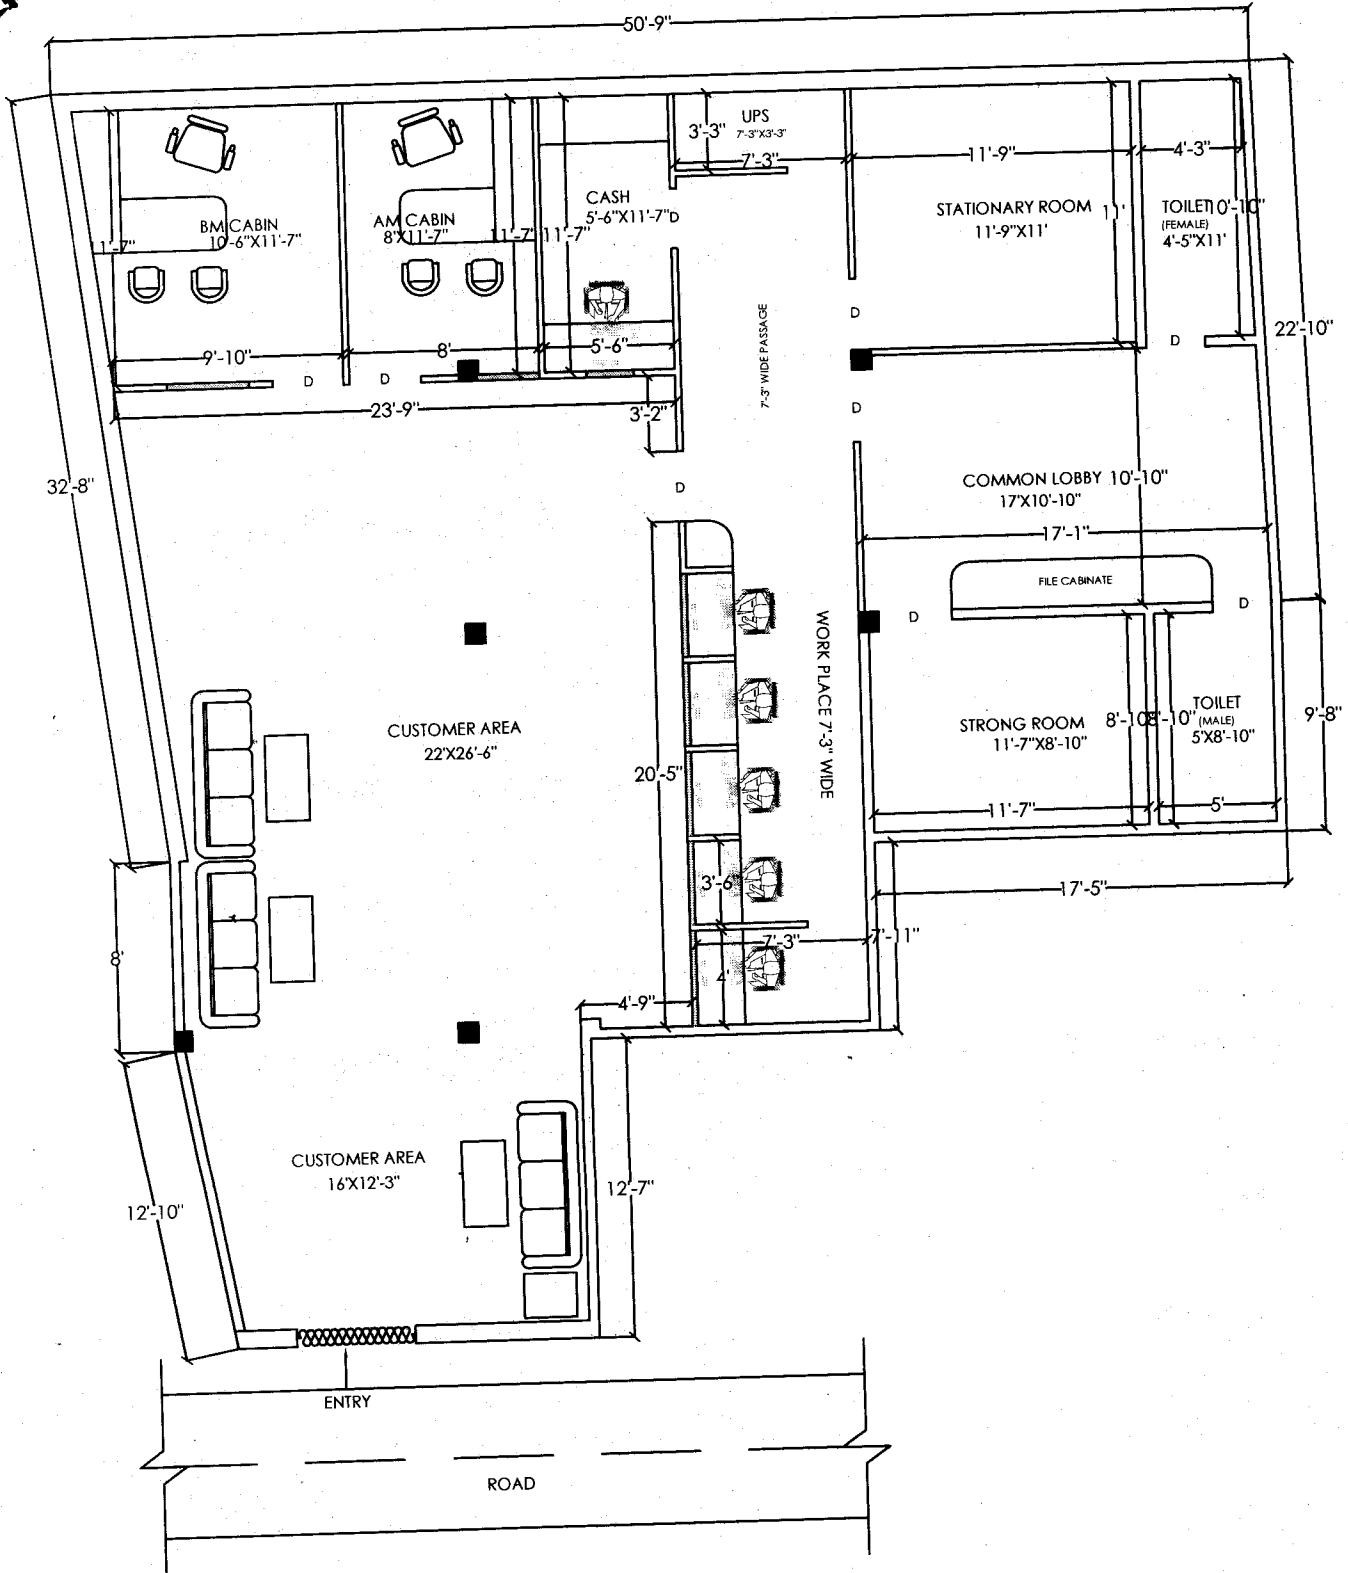 50'-9"
UPS
7'-3"X3'-3"
3'-3"
7'-3"
11'-9"
4'-3"
CASH
5'-6"X11'-7"
D
STATIONARY ROOM
11'-9"X11'
11'
TOILET
(FEMALE)
4'-5"X11'
10'-10"
BM CABIN
10'-6"X11'-7"
11'-7"
AM CABIN
8'X11'-7"
11'-7"
11'-7"
7'-3" WIDE PASSAGE
D
D
22'-10"
9'-10"
8'
5'-6"
D
D
23'-9"
3'-2"
D
32'-8"
D
COMMON LOBBY
17'X10'-10"
10'-10"
17'-1"
FILE CABINATE
D
D
WORK PLACE 7'-3" WIDE
CUSTOMER AREA
22'X26'-6"
20'-5"
STRONG ROOM
11'-7"X8'-10"
8'-10"
8'-10"
TOILET
(MALE)
5'X8'-10"
9'-8"
11'-7"
5'
3'-6"
17'-5"
7'-3"
7'-11"
8'
4'
4'-9"
CUSTOMER AREA
16'X12'-3"
12'-7"
12'-10"
ENTRY
ROAD